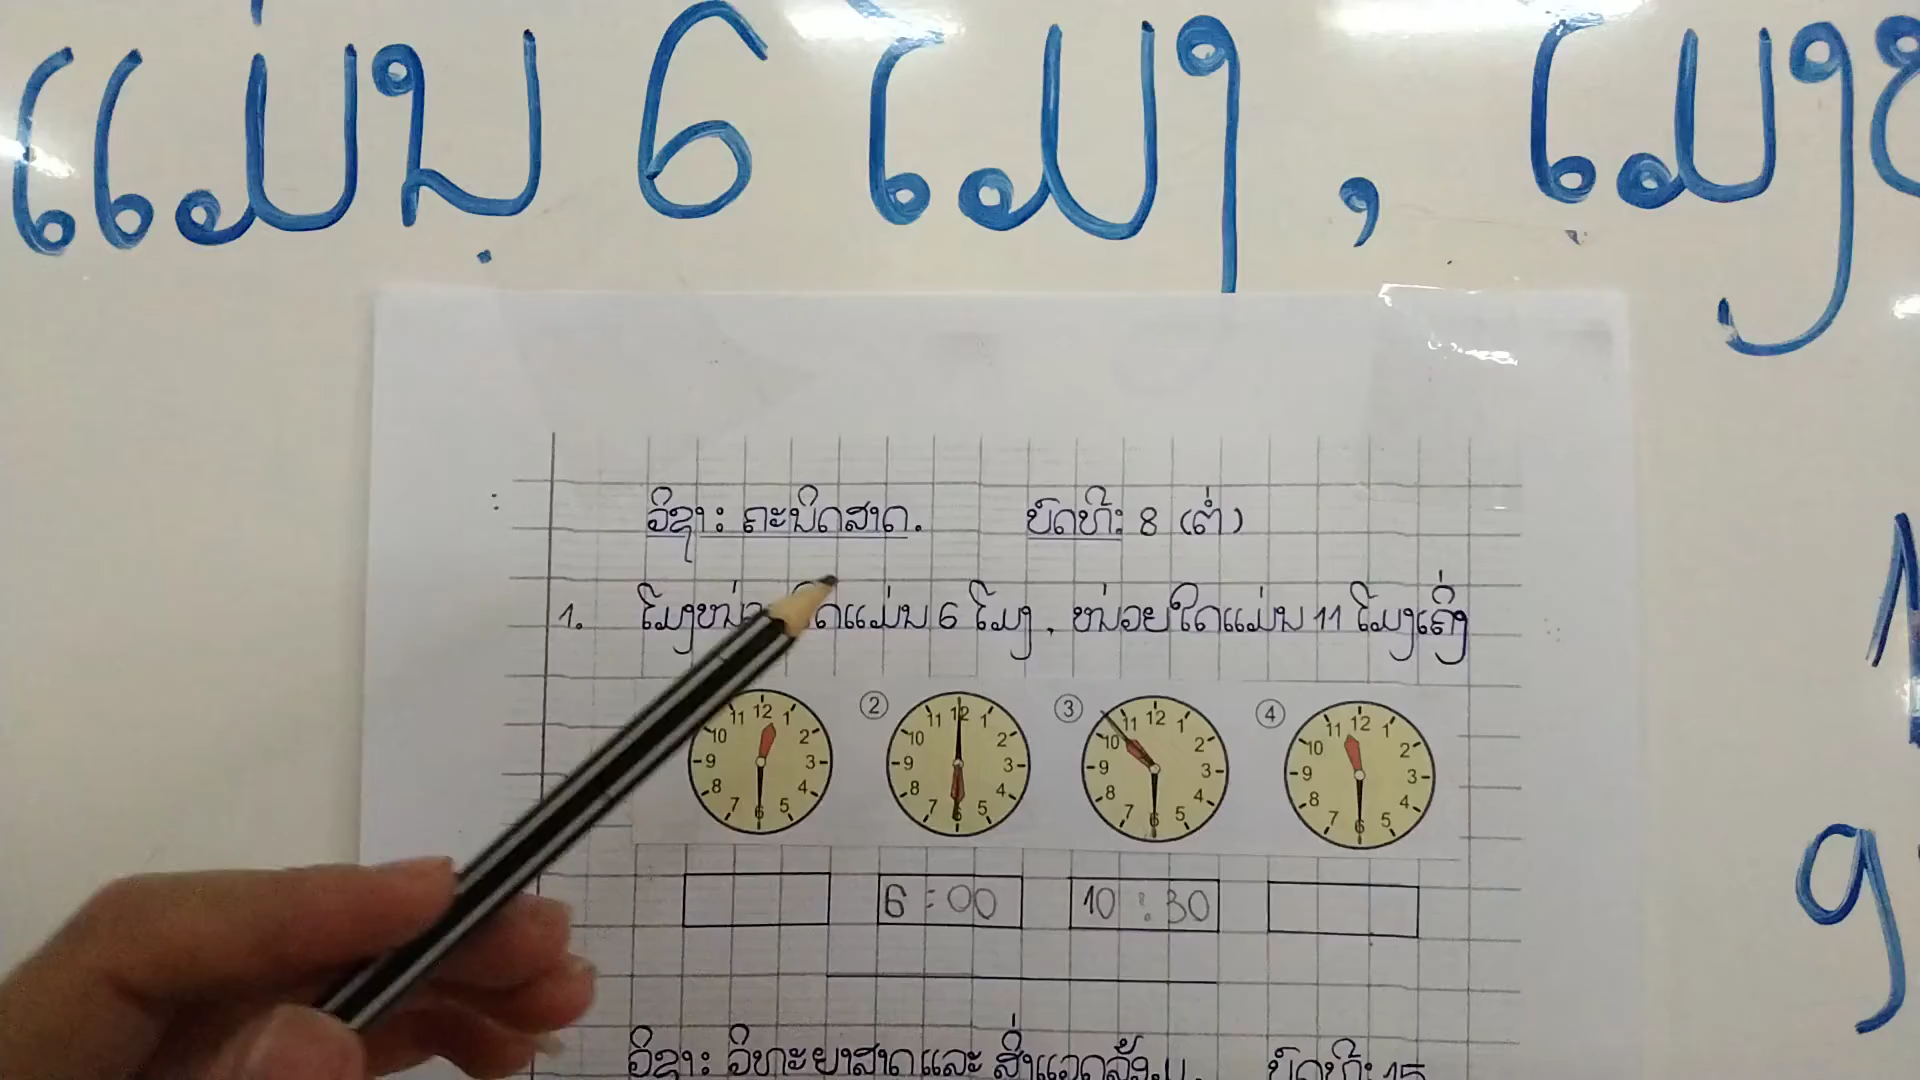 ແມ່ນ 6 ໂມງ , ໂມງ
ວິຊາ: ຄະນິດສາດ. ບົດທີ: 8 (ຕໍ່)
1. ໂມງໜ່ວຍໃດແມ່ນ 6 ໂມງ, ໜ່ວຍໃດແມ່ນ 11 ໂມງເຄິ່ງ
② ③ ④
11 12 1 10 2 9 3 8 4 7 6 5
11 12 1 10 2 9 3 8 4 7 6 5
11 12 1 10 2 9 3 8 4 7 6 5
11 12 1 10 2 9 3 8 4 7 6 5
6 : 00 10 : 30
ວິຊາ: ວິທະຍາສາດແລະ ສິ່ງແວດລ້ອມ. ບົດທີ: 15
9